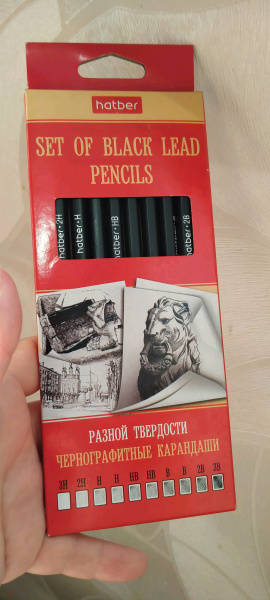 hatber
SET OF BLACK LEAD
PENCILS
hatber · 2H
hatber · H
hatber · HB
hatber · 2B
РАЗНОЙ ТВЕРДОСТИ
ЧЕРНОГРАФИТНЫЕ КАРАНДАШИ
3H 2H H H HB HB B B 2B 3B